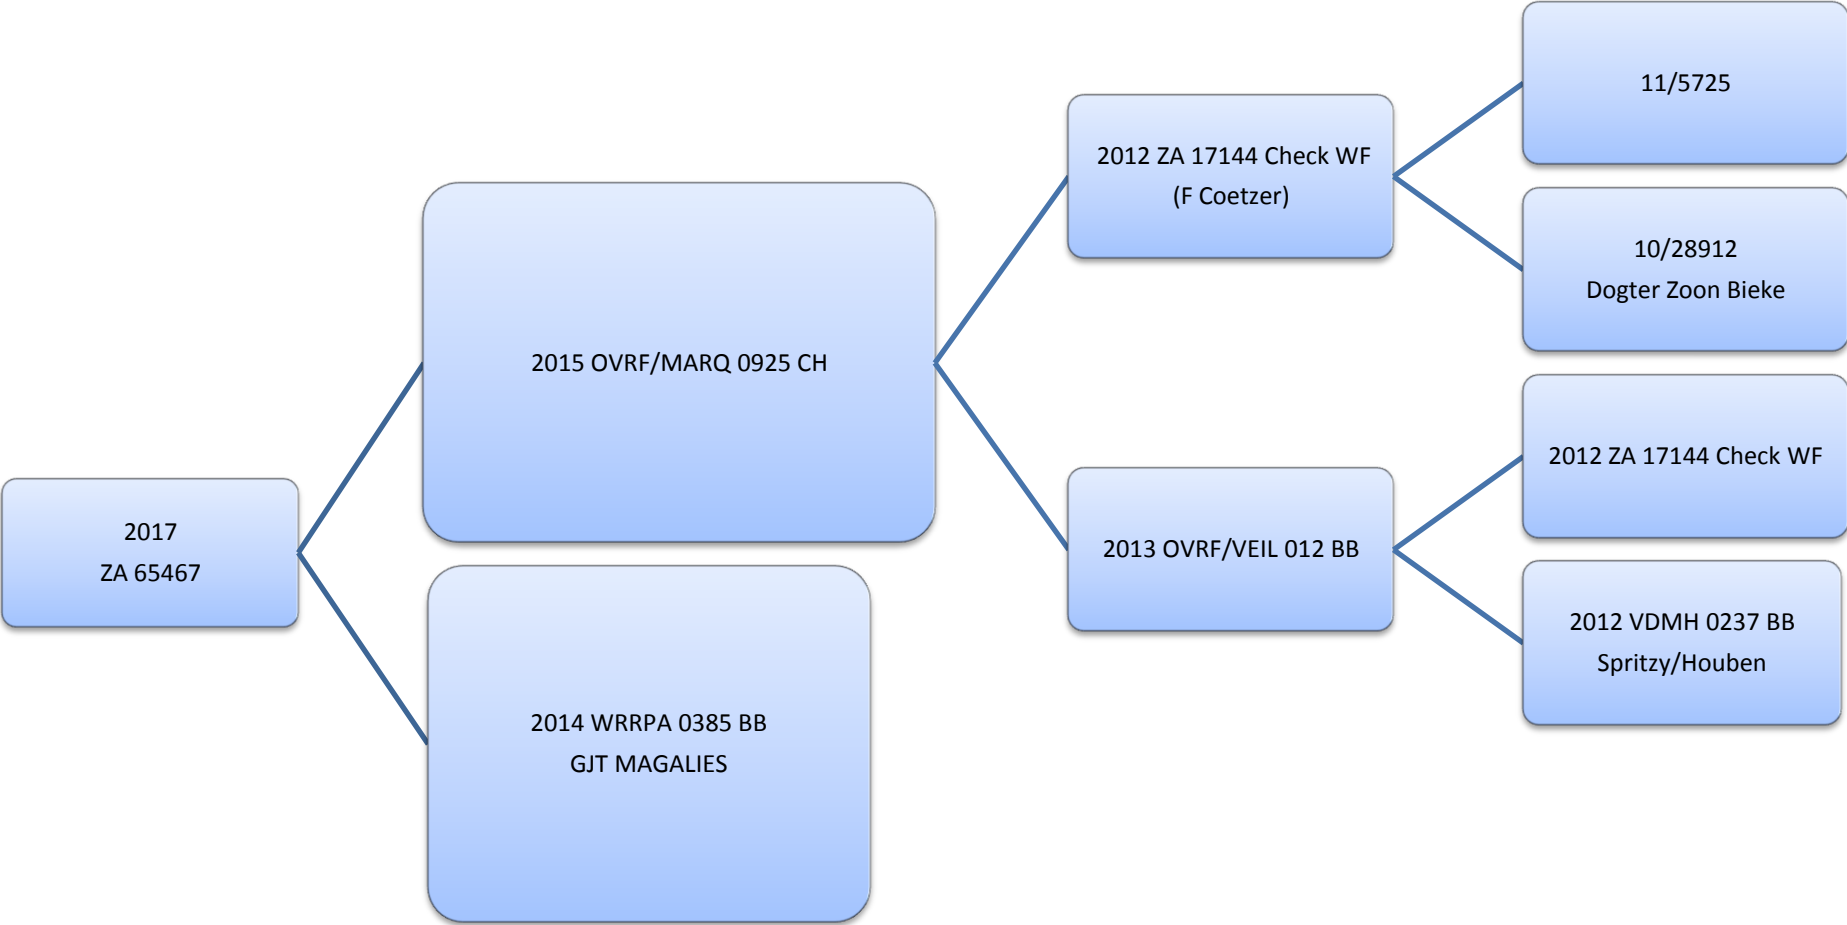 2017
ZA 65467
2015 OVRF/MARQ 0925 CH
2014 WRRPA 0385 BB
GJT MAGALIES
2012 ZA 17144 Check WF
(F Coetzer)
2013 OVRF/VEIL 012 BB
11/5725
10/28912
Dogter Zoon Bieke
2012 ZA 17144 Check WF
2012 VDMH 0237 BB
Spritzy/Houben